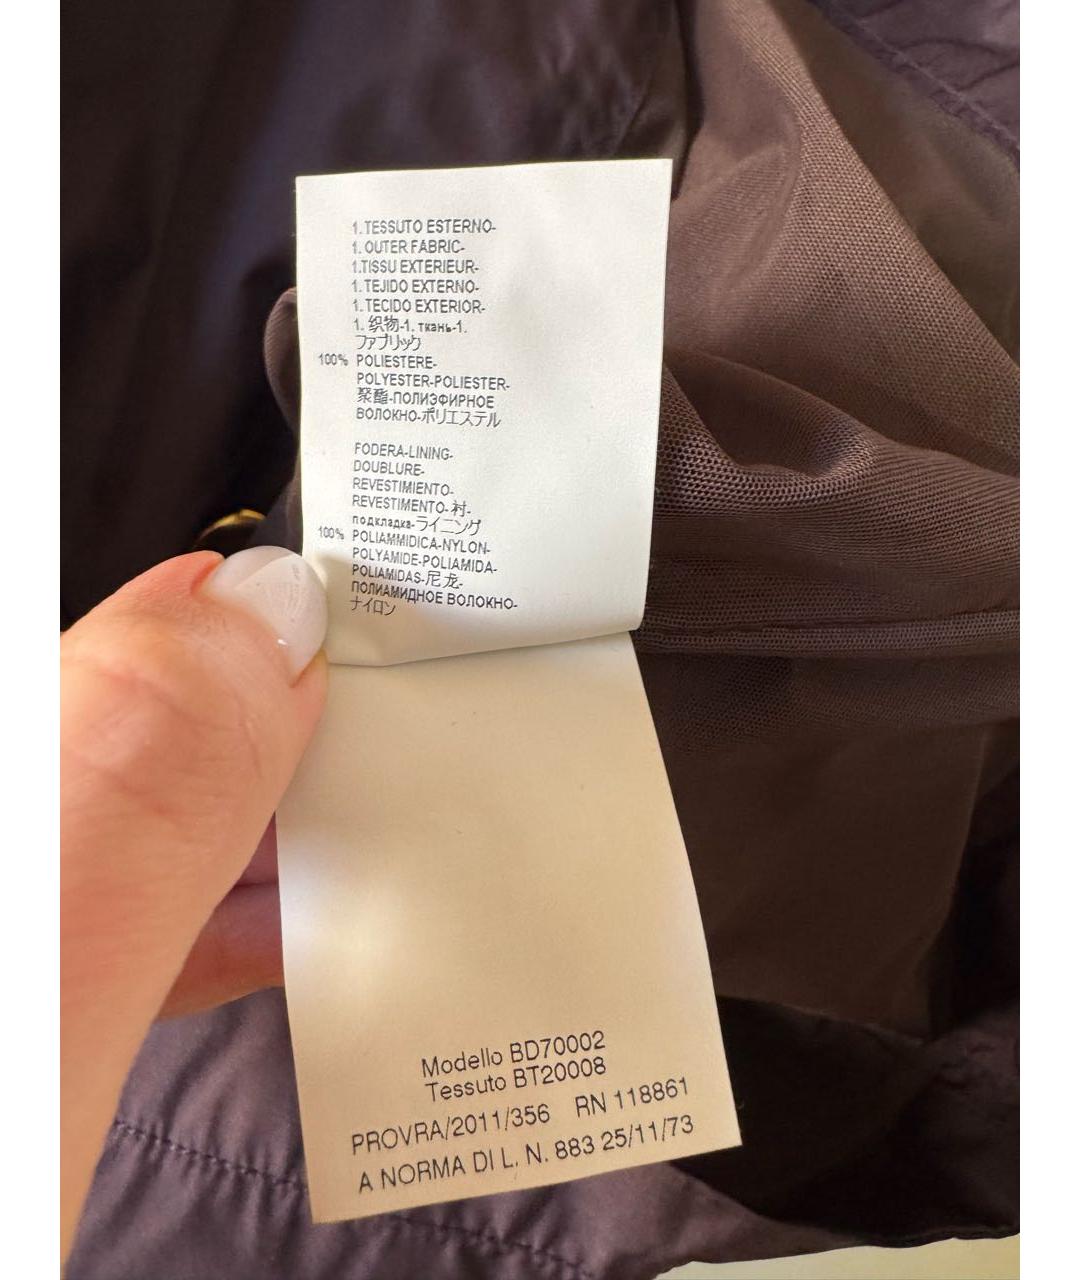 1.TESSUTO ESTERNO-
1. OUTER FABRIC-
1.TISSU EXTERIEUR-
1. TEJIDO EXTERNO-
1. TECIDO EXTERIOR-
1. 织物-1. ткань-1.
ファブリック
100% POLIESTERE-
POLYESTER-POLIESTER-
聚酯-ПОЛИЭФИРНОЕ
ВОЛОКНО-ポリエステル
FODERA-LINING-
DOUBLURE-
REVESTIMIENTO-
REVESTIMENTO-衬-
подкладка-ライニング
100% POLIAMMIDICA-NYLON-
POLYAMIDE-POLIAMIDA-
POLIAMIDAS-尼龙-
ПОЛИАМИДНОЕ ВОЛОКНО-
ナイロン
Modello BD70002
Tessuto BT20008
PROVRA/2011/356 RN 118861
A NORMA DI L. N. 883 25/11/73